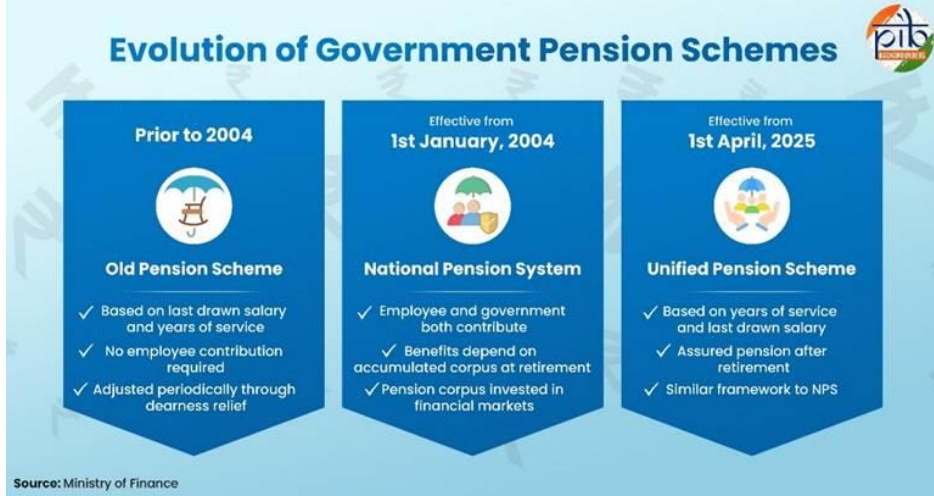 Evolution of Government Pension Schemes
pib
Prior to 2004
Old Pension Scheme
✓ Based on last drawn salary
and years of service
✓ No employee contribution
required
✓ Adjusted periodically through
dearness relief
Effective from
1st January, 2004
National Pension System
✓ Employee and government
both contribute
✓ Benefits depend on
accumulated corpus at retirement
✓ Pension corpus invested in
financial markets
Effective from
1st April, 2025
Unified Pension Scheme
✓ Based on years of service
and last drawn salary
✓ Assured pension after
retirement
✓ Similar framework to NPS
Source: Ministry of Finance